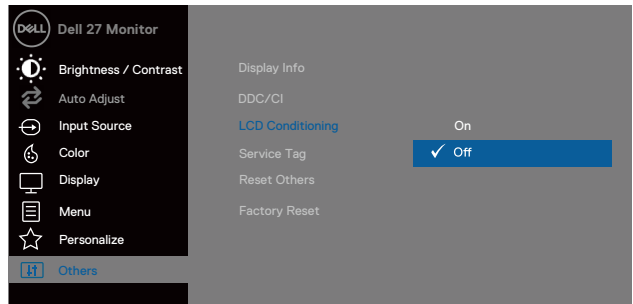 DELL Dell 27 Monitor
Brightness / Contrast
Auto Adjust
Input Source
Color
Display
Menu
Personalize
Others
Display Info
DDC/CI
LCD Conditioning
Service Tag
Reset Others
Factory Reset
On
Off